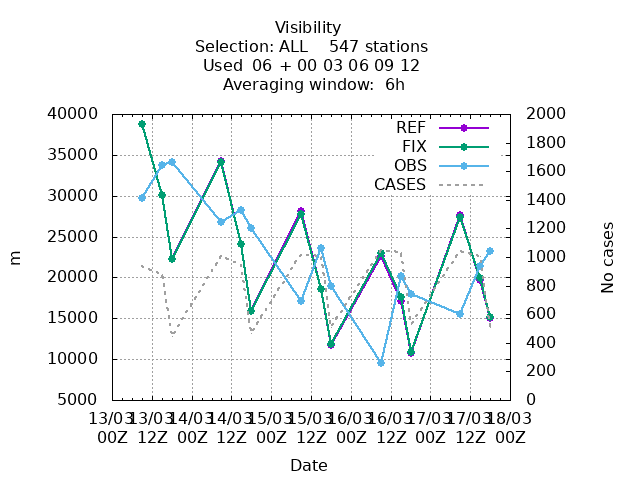 Visibility
Selection: ALL 547 stations
Used 06 + 00 03 06 09 12
Averaging window: 6h
40000
35000
30000
25000
20000
15000
10000
5000
m
2000
1800
1600
1400
1200
1000
800
600
400
200
0
No cases
REF
FIX
OBS
CASES
13/03 13/03 14/03 14/03 15/03 15/03 16/03 16/03 17/03 17/03 18/03
00Z 12Z 00Z 12Z 00Z 12Z 00Z 12Z 00Z 12Z 00Z
Date